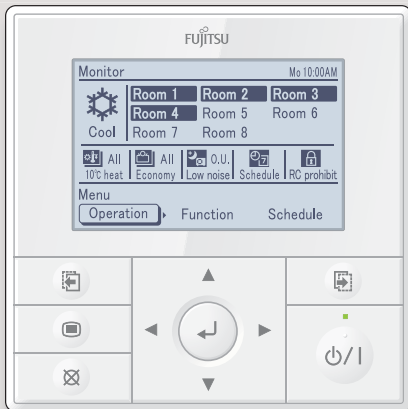 FUJITSU
Monitor Mo 10:00AM
Room 1 Room 2 Room 3
Room 4 Room 5 Room 6
Cool Room 7 Room 8
All All O.U. 7
10℃ heat Economy Low noise Schedule RC prohibit
Menu
Operation Function Schedule